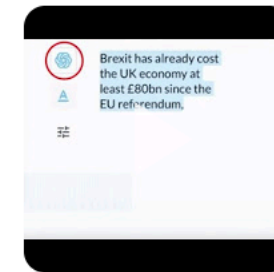 Brexit has already cost
the UK economy at
least £80bn since the
EU referendum,
A